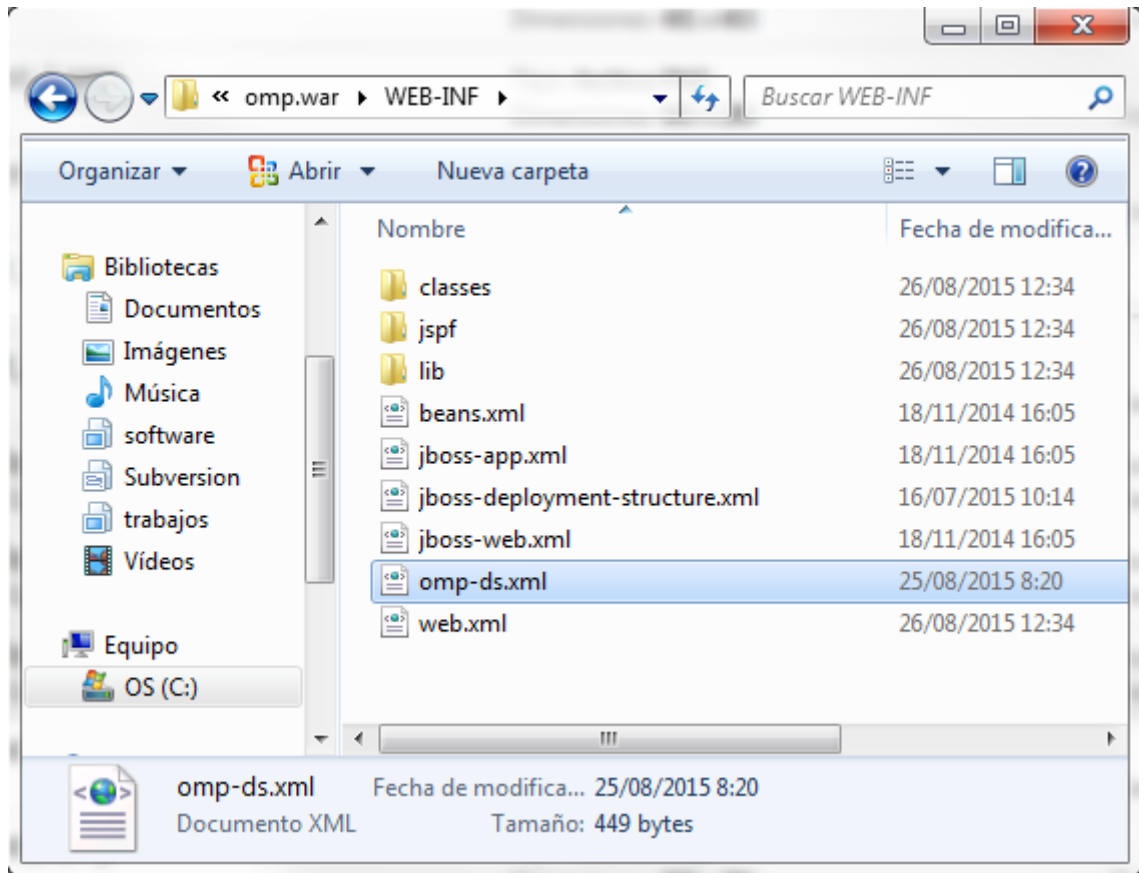 « omp.war ▸ WEB-INF ▸
Buscar WEB-INF
Organizar
Abrir
Nueva carpeta
Nombre
Fecha de modifica...
Bibliotecas
Documentos
Imágenes
Música
software
Subversion
trabajos
Vídeos
Equipo
OS (C:)
classes 26/08/2015 12:34
jspf 26/08/2015 12:34
lib 26/08/2015 12:34
beans.xml 18/11/2014 16:05
jboss-app.xml 18/11/2014 16:05
jboss-deployment-structure.xml 16/07/2015 10:14
jboss-web.xml 18/11/2014 16:05
omp-ds.xml 25/08/2015 8:20
web.xml 26/08/2015 12:34
omp-ds.xml Fecha de modifica... 25/08/2015 8:20
Documento XML Tamaño: 449 bytes